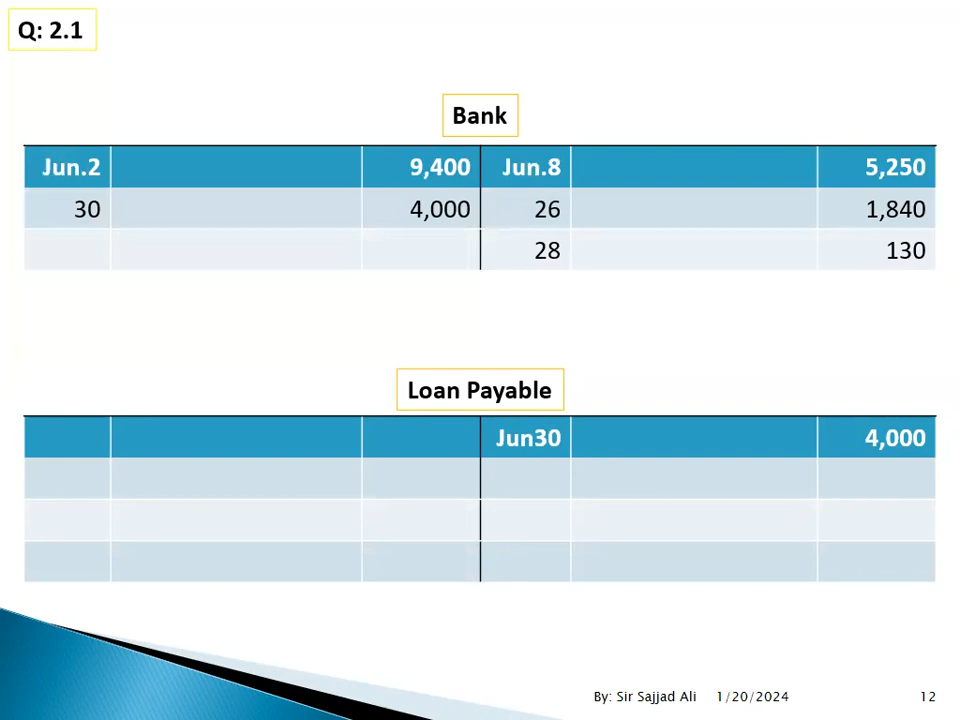 Q: 2.1
Bank
Jun.2 9,400 Jun.8 5,250
30 4,000 26 1,840
28 130
Loan Payable
Jun30 4,000
By: Sir Sajjad Ali 1/20/2024 12